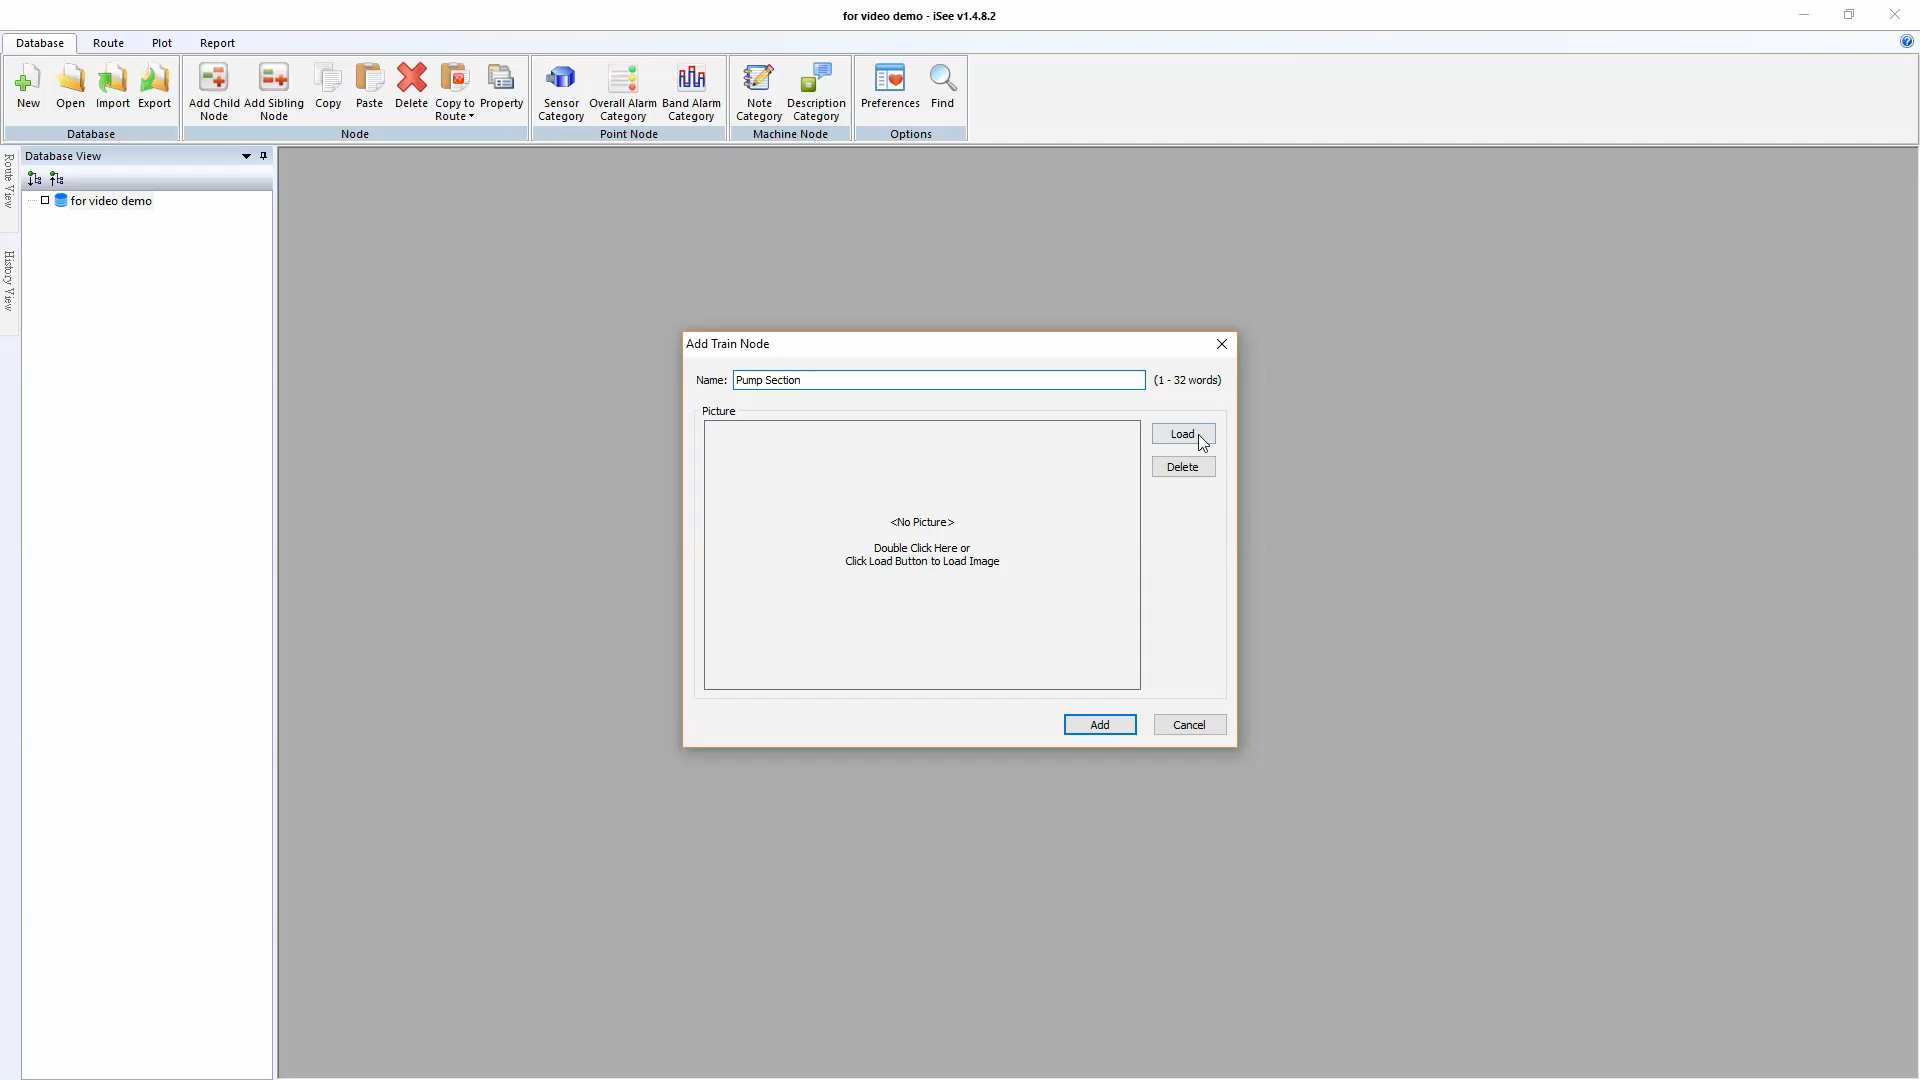 for video demo - iSee v1.4.8.2
Database Route Plot Report
New Open Import Export
Database
Add Child Node
Add Sibling Node
Copy Paste Delete
Copy to Route
Property
Node
Sensor Category
Overall Alarm Category
Band Alarm Category
Point Node
Note Category
Description Category
Machine Node
Preferences Find
Options
Route View
History View
Database View
for video demo
Add Train Node
Name: Pump Section (1 - 32 words)
Picture
Load
Delete
<No Picture>
Double Click Here or
Click Load Button to Load Image
Add Cancel